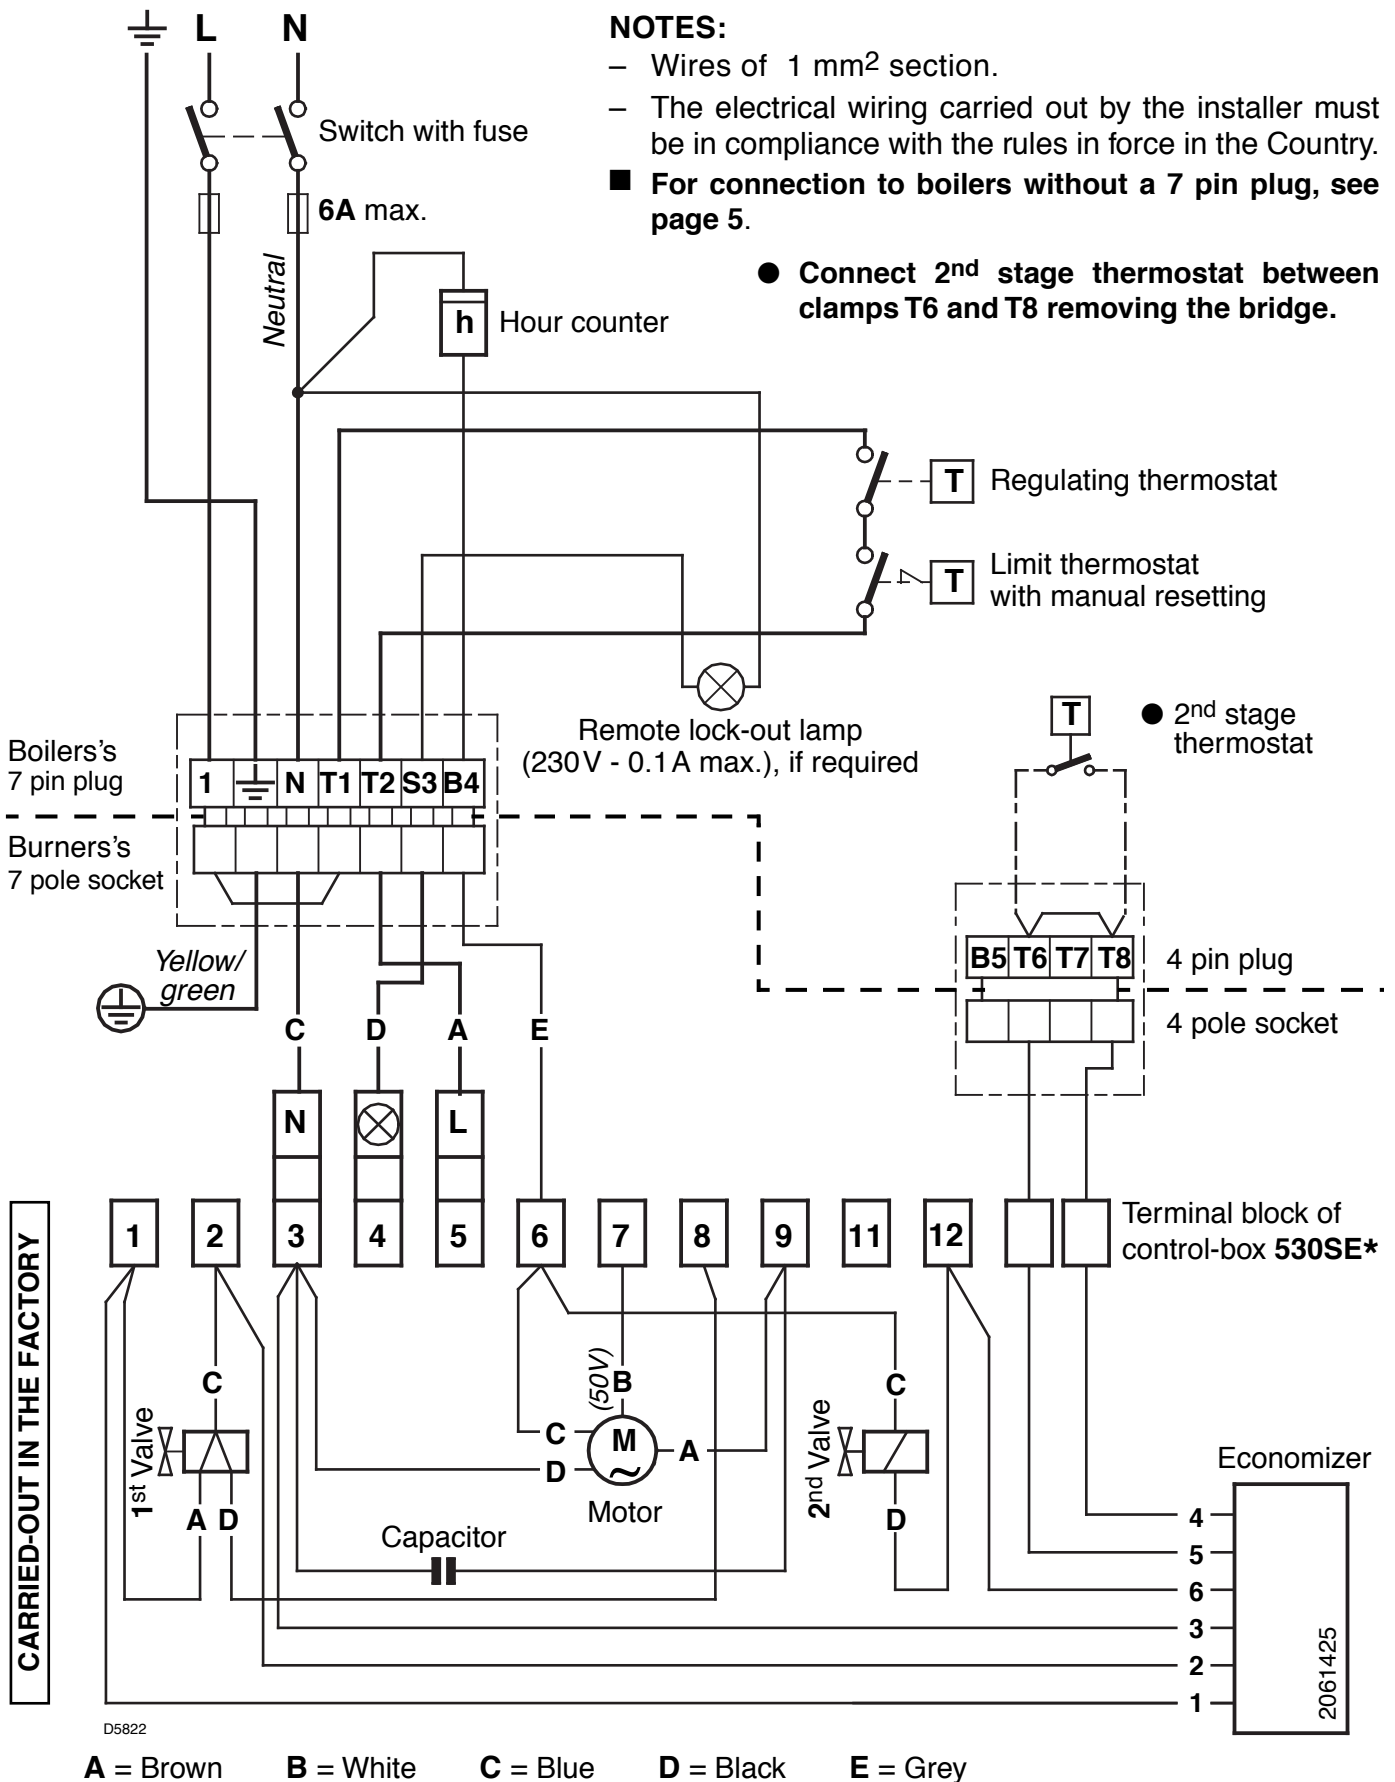 L N
NOTES:
– Wires of 1 mm2 section.
– The electrical wiring carried out by the installer must
be in compliance with the rules in force in the Country.
■ For connection to boilers without a 7 pin plug, see
page 5.
● Connect 2nd stage thermostat between
clamps T6 and T8 removing the bridge.
Switch with fuse
6A max.
Neutral
h Hour counter
T Regulating thermostat
T Limit thermostat
with manual resetting
Remote lock-out lamp
(230V - 0.1A max.), if required
T ● 2nd stage
thermostat
Boilers's
7 pin plug
1 N T1 T2 S3 B4
Burners's
7 pole socket
B5 T6 T7 T8 4 pin plug
4 pole socket
Yellow/
green
C D A E
N L
1 2 3 4 5 6 7 8 9 11 12
Terminal block of
control-box 530SE*
CARRIED-OUT IN THE FACTORY
1st Valve
C
A D
(50V)
B
C
D
M
~
A
Motor
Capacitor
2nd Valve
C
D
Economizer
4
5
6
3
2
1
2061425
D5822
A = Brown B = White C = Blue D = Black E = Grey